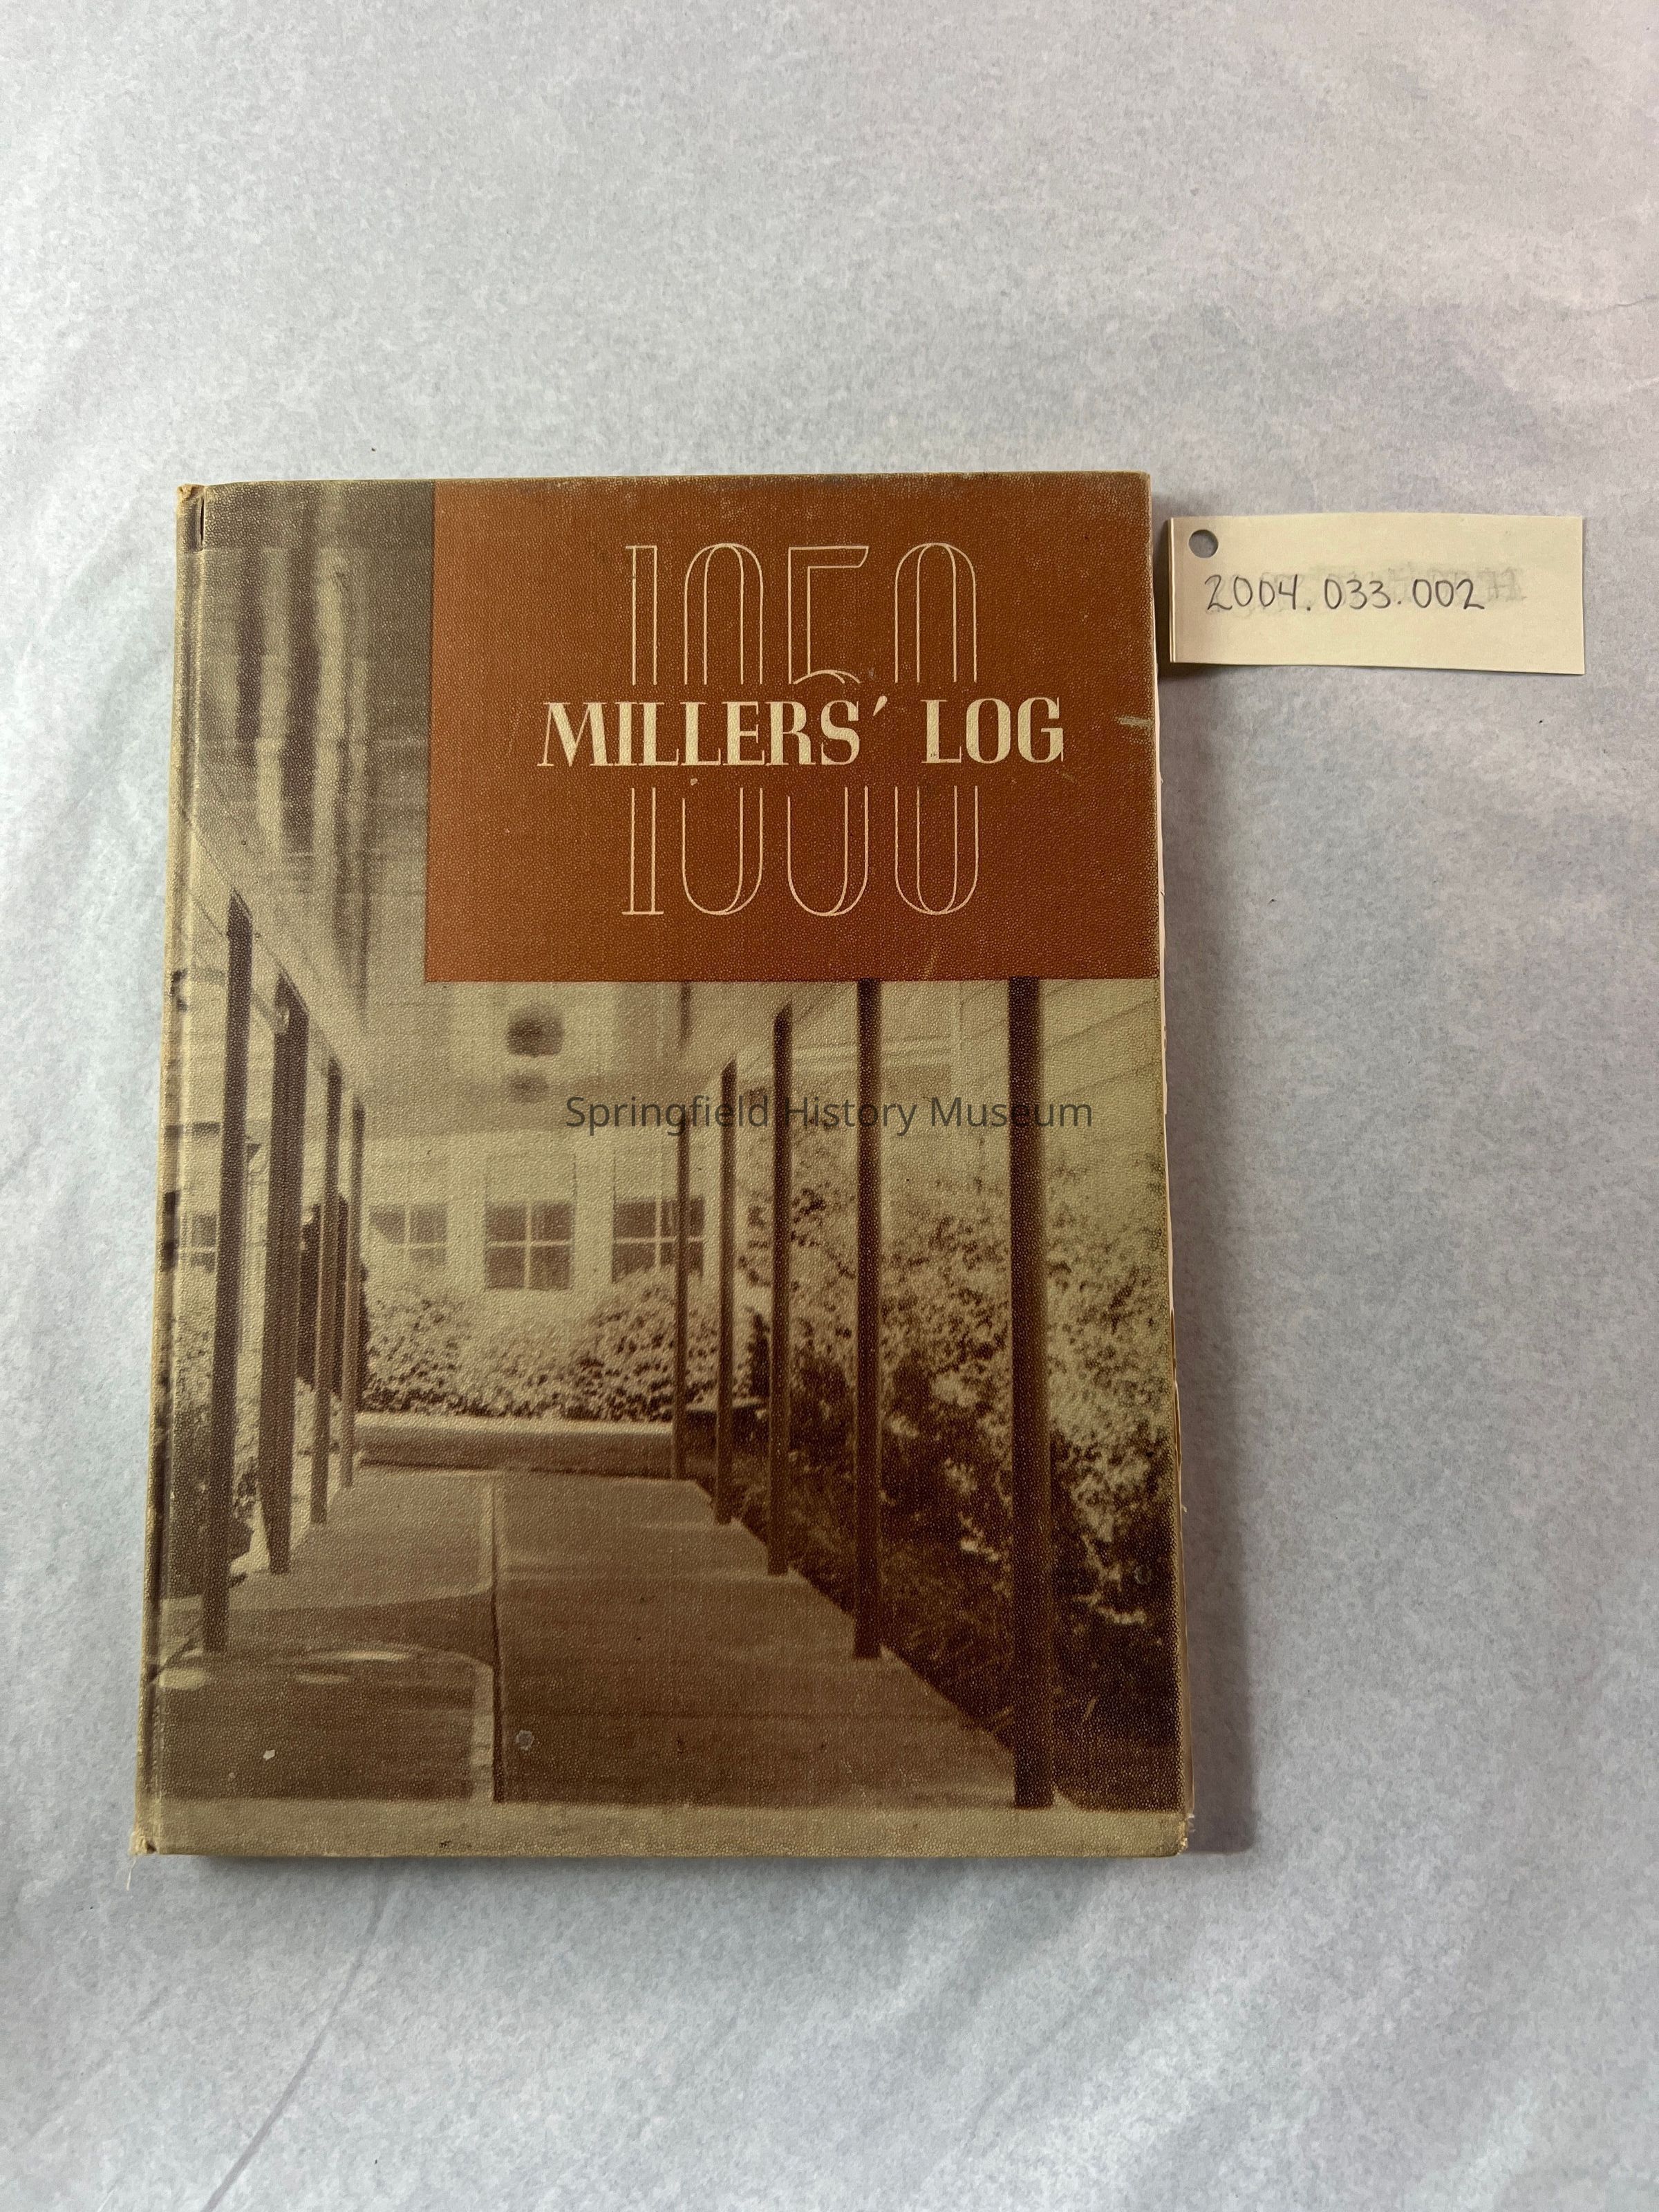 1950
MILLERS' LOG
2004.033.002
Springfield History Museum